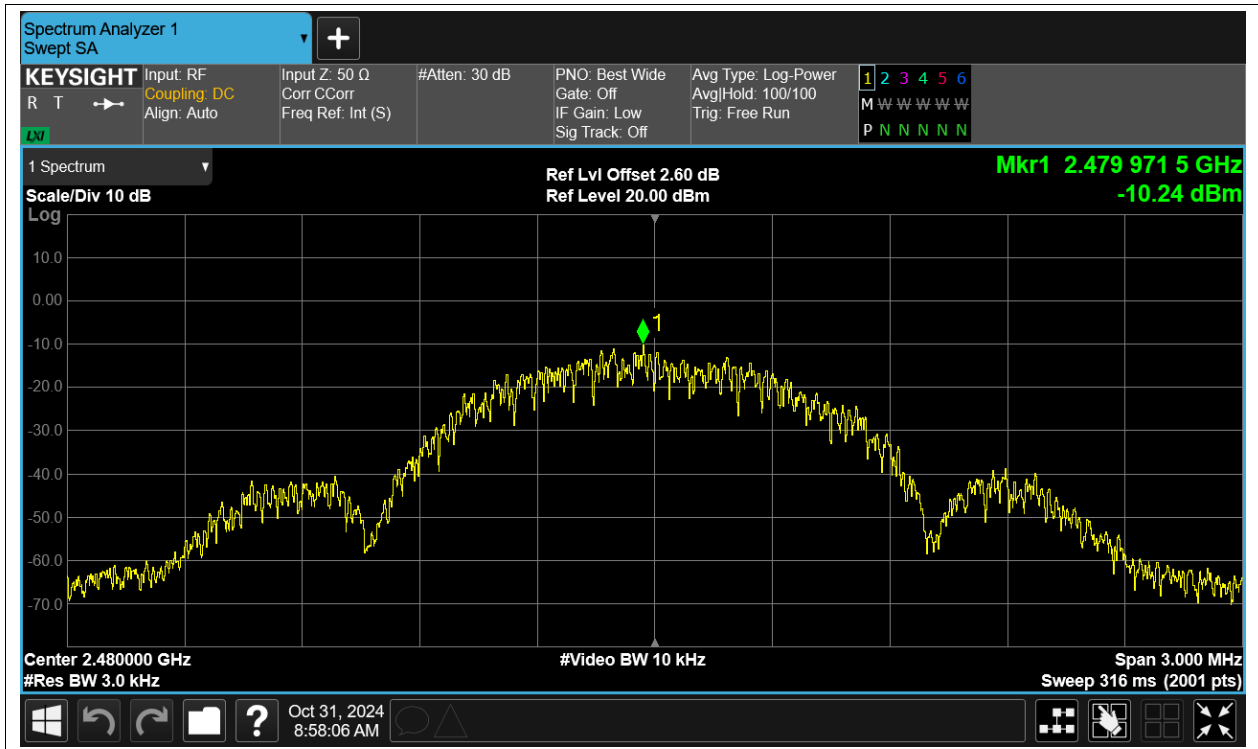 Spectrum Analyzer 1
Swept SA
KEYSIGHT
R T
LXI
Input: RF
Coupling: DC
Align: Auto
Input Z: 50 Ω
Corr CCorr
Freq Ref: Int (S)
#Atten: 30 dB
PNO: Best Wide
Gate: Off
IF Gain: Low
Sig Track: Off
Avg Type: Log-Power
Avg|Hold: 100/100
Trig: Free Run
1 2 3 4 5 6
M W W W W W
P N N N N N
1 Spectrum
Scale/Div 10 dB
Ref Lvl Offset 2.60 dB
Ref Level 20.00 dBm
Mkr1 2.479 971 5 GHz
-10.24 dBm
Log
10.0
0.00
-10.0
-20.0
-30.0
-40.0
-50.0
-60.0
-70.0
1
Center 2.480000 GHz
#Video BW 10 kHz
Span 3.000 MHz
#Res BW 3.0 kHz
Sweep 316 ms (2001 pts)
?
Oct 31, 2024
8:58:06 AM